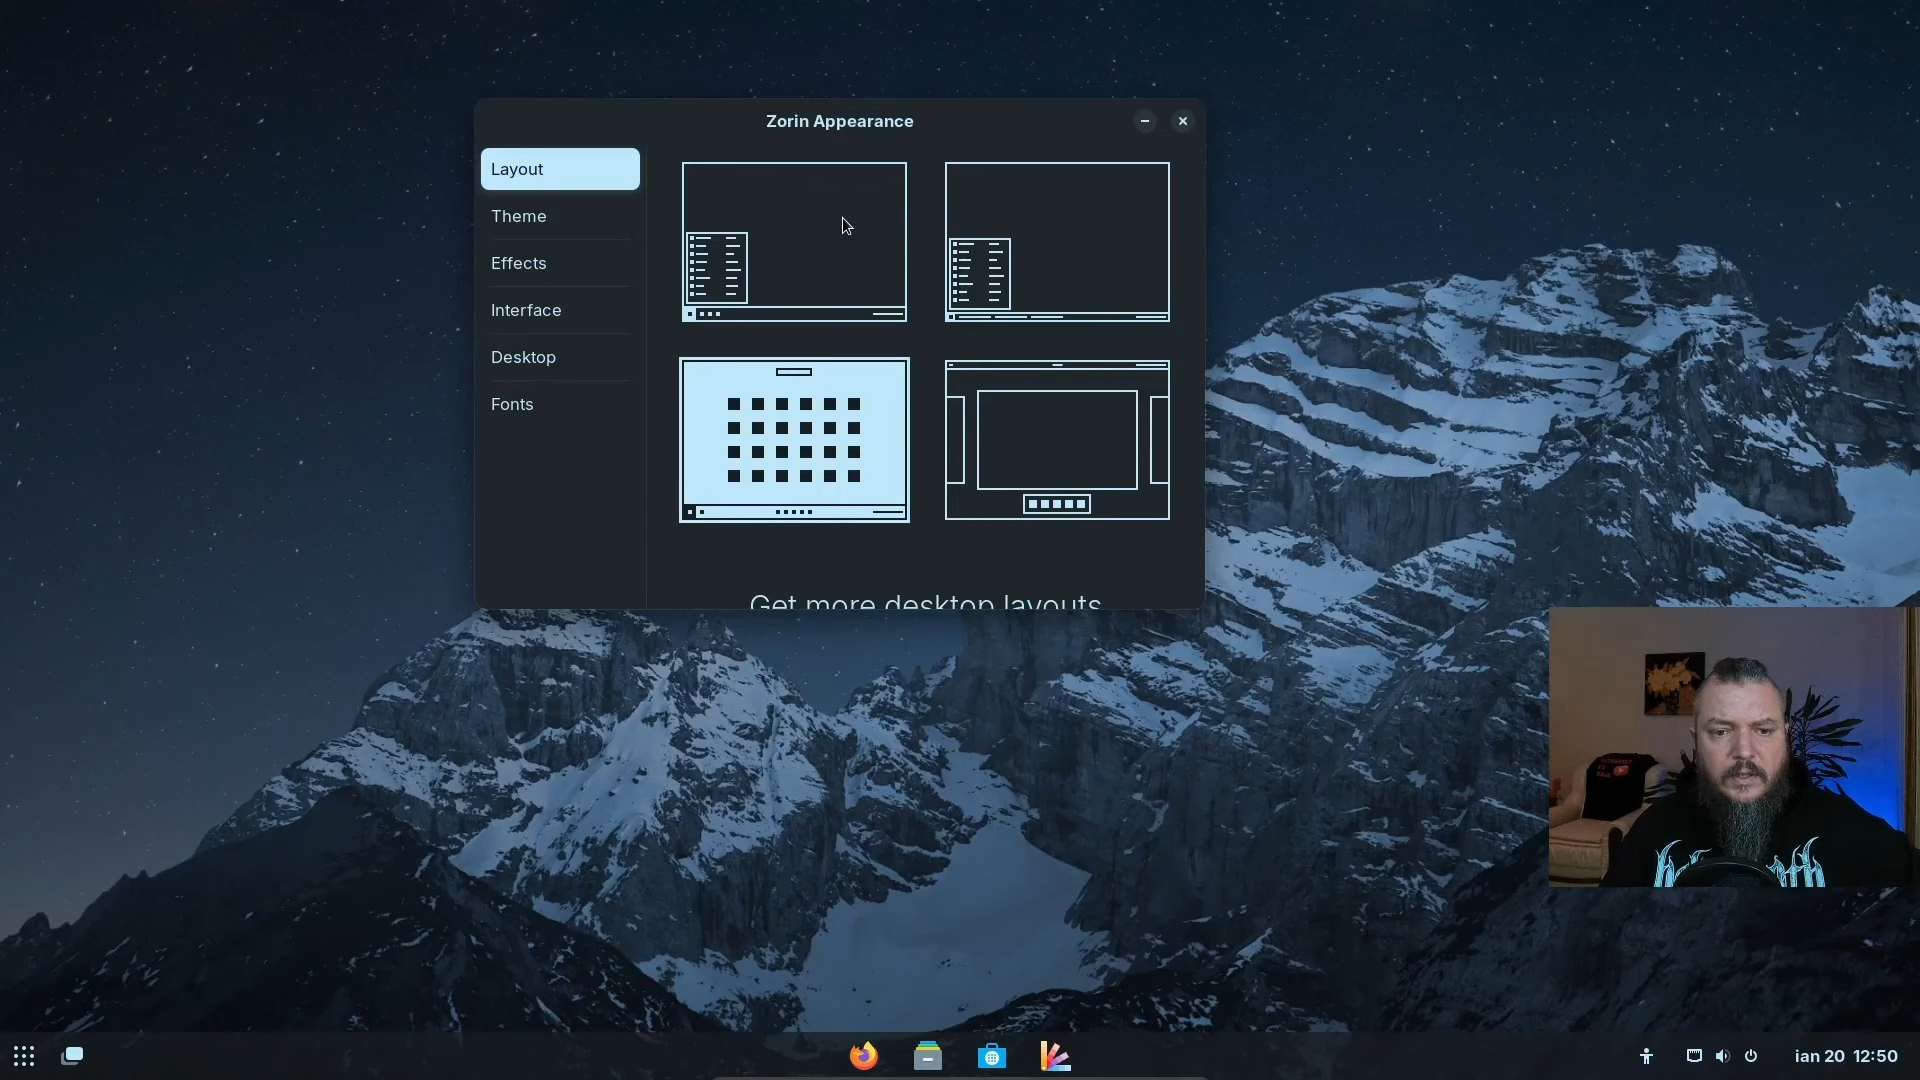 Zorin Appearance
Layout
Theme
Effects
Interface
Desktop
Fonts
Get more desktop layouts
ian 20 12:50